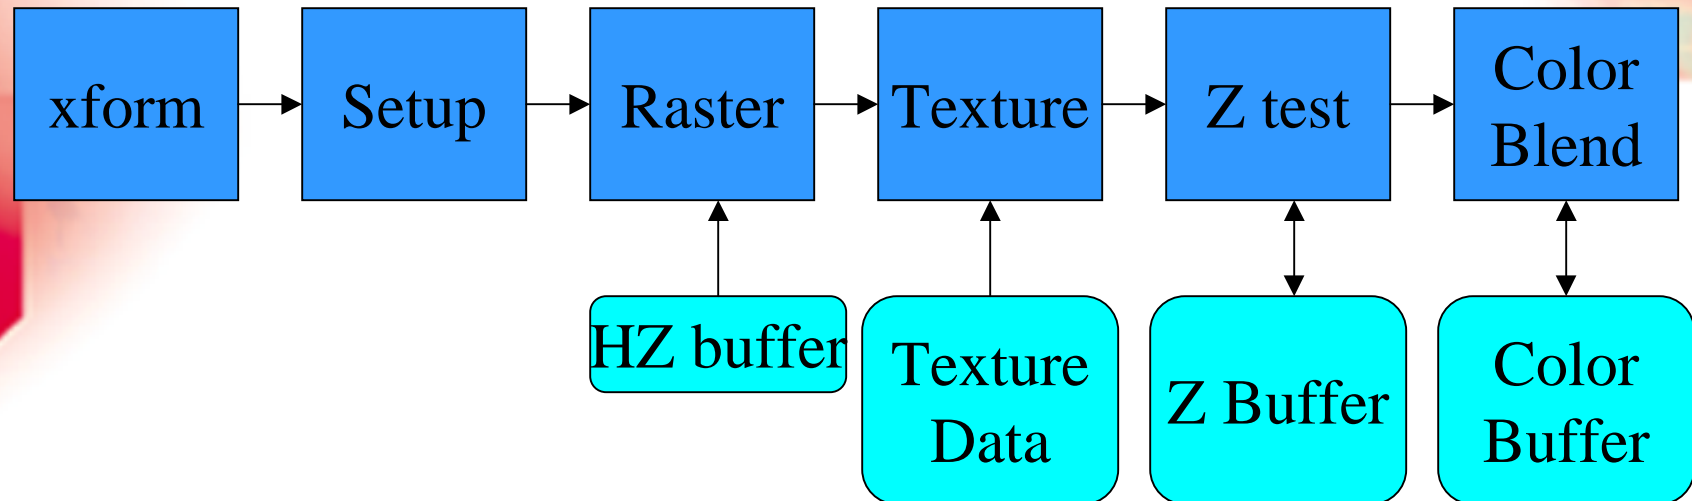 xform
Setup
Raster
Texture
Z test
Color
Blend
HZ buffer
Texture
Data
Z Buffer
Color
Buffer